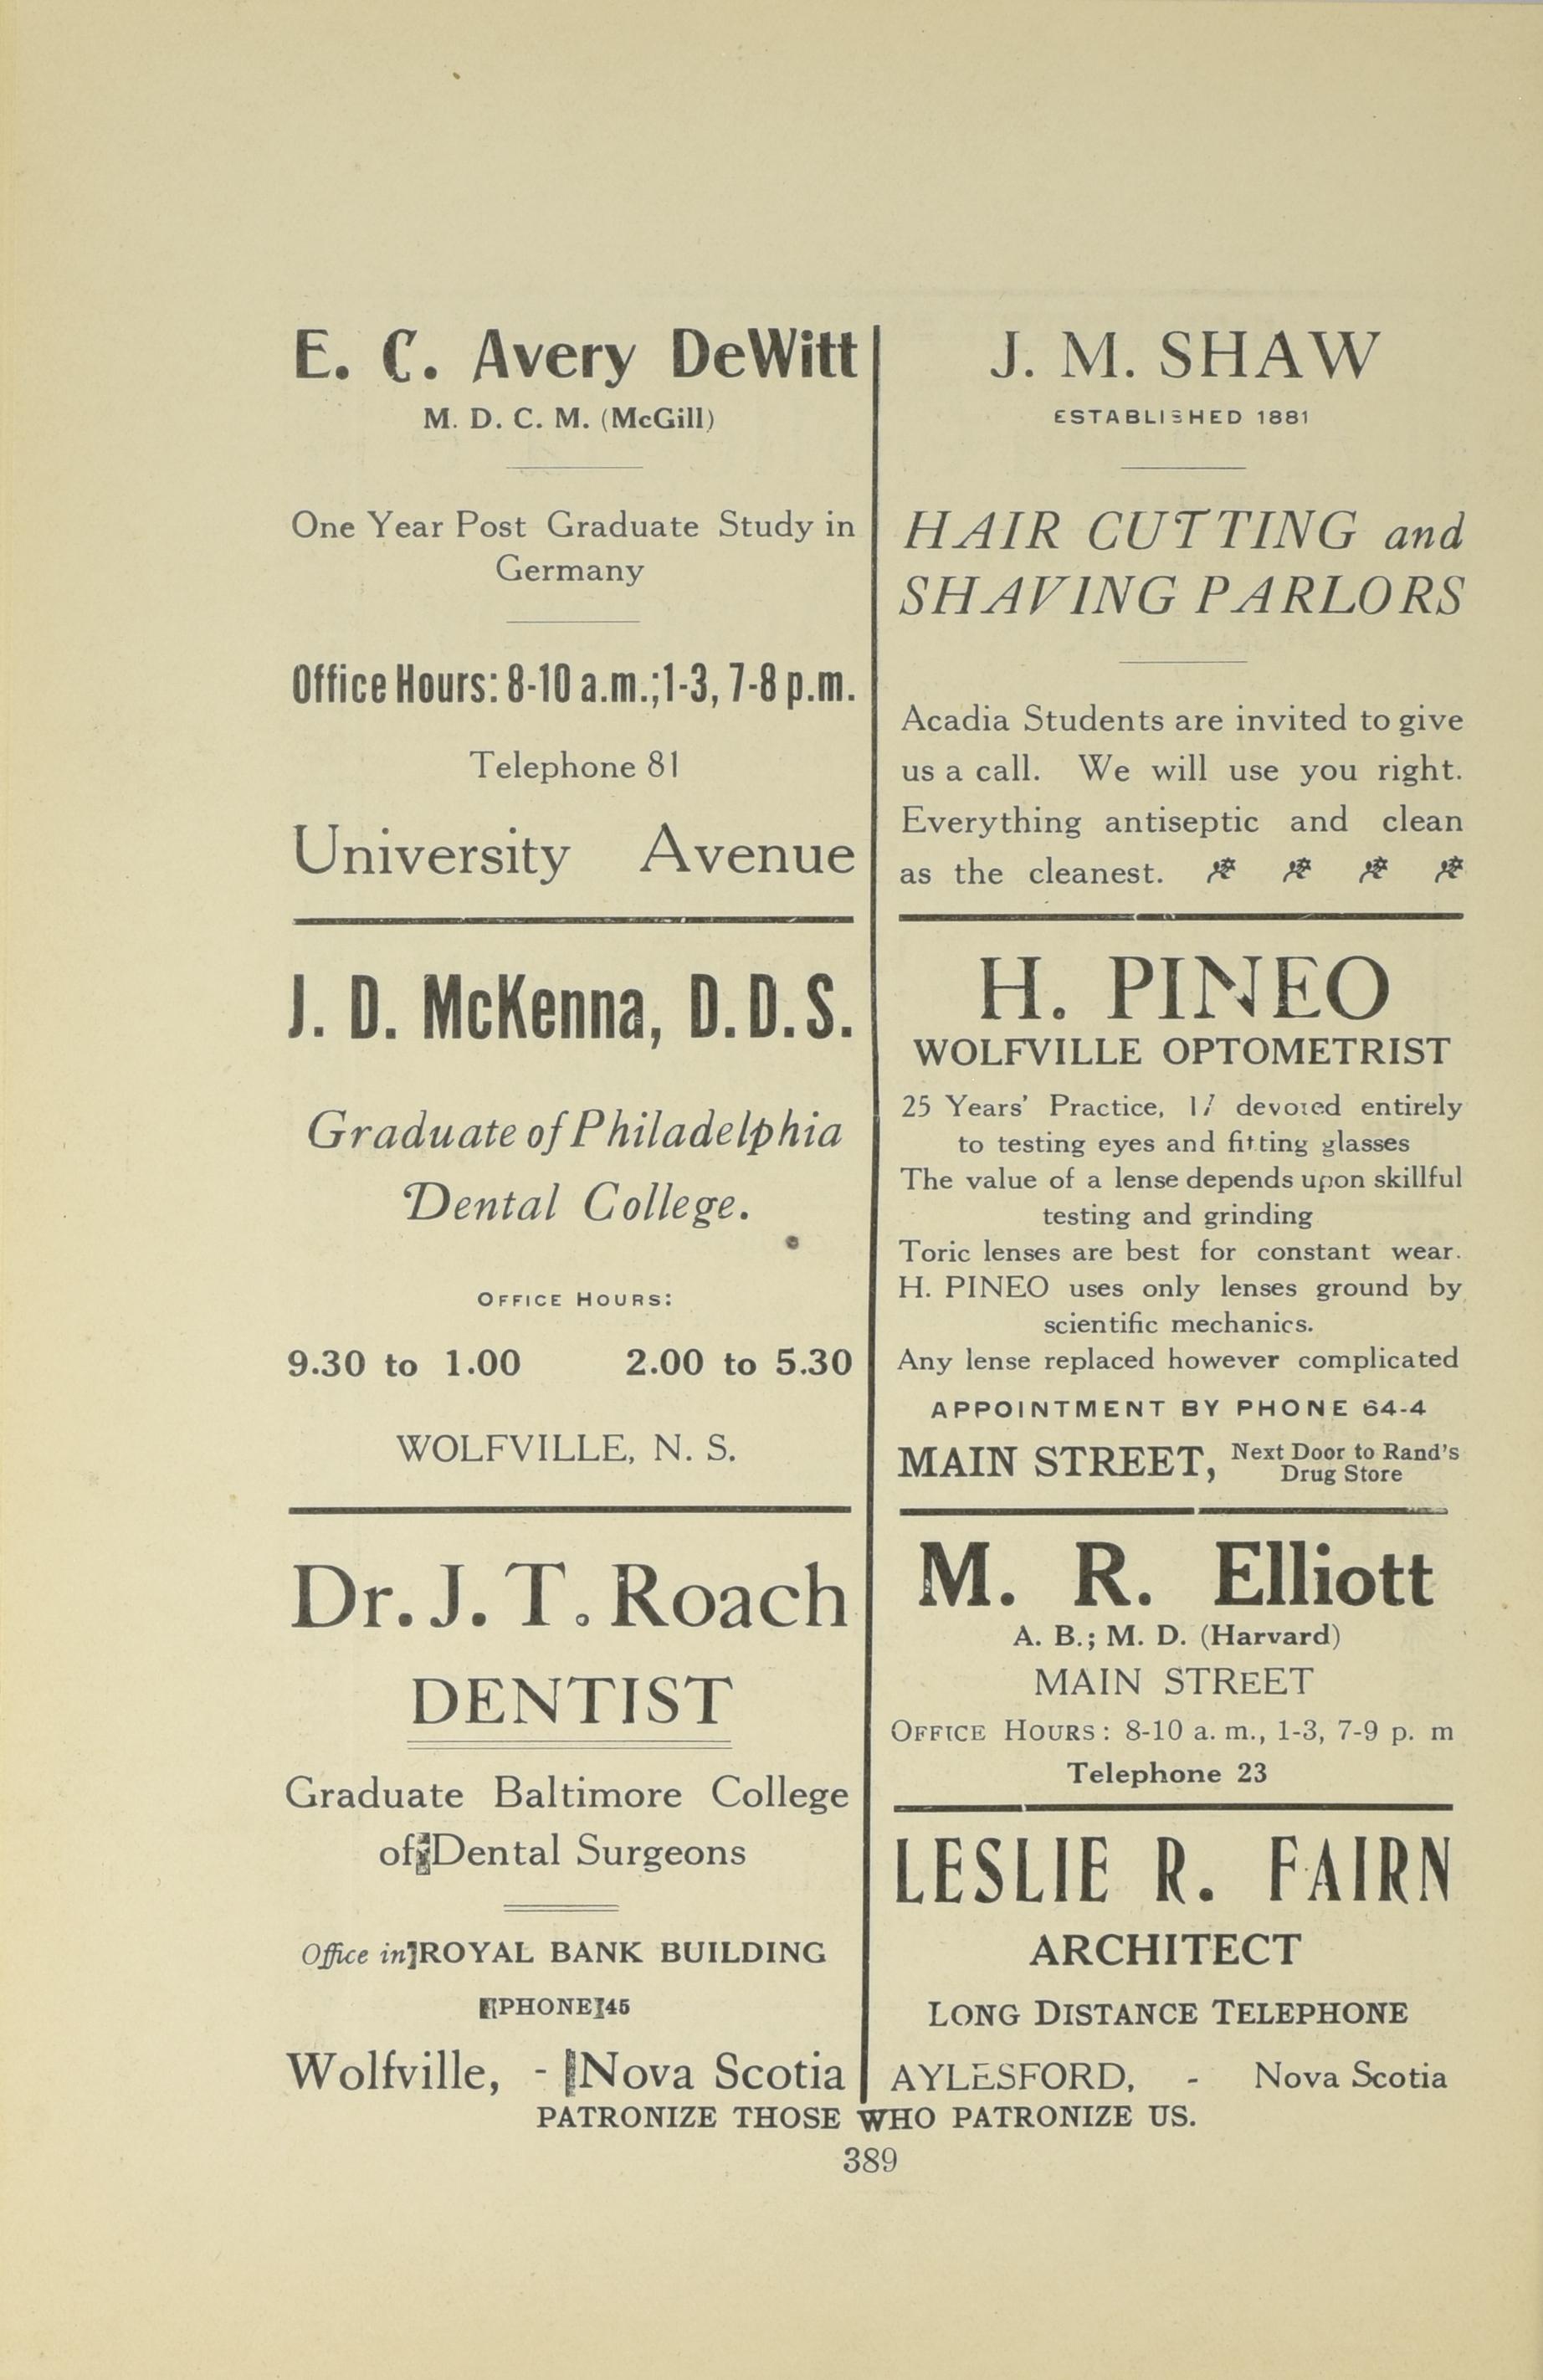 E. C. Avery DeWitt
M. D. C. M. (McGill)
One Year Post Graduate Study in
Germany
Office Hours: 8-10 a.m.; 1-3, 7-8 p.m.
Telephone 81
University Avenue
J. D. McKenna, D.D.S.
Graduate of Philadelphia
Dental College.
OFFICE HOURS:
9.30 to 1.00 2.00 to 5.30
WOLFVILLE, N. S.
Dr. J. T. Roach
DENTIST
Graduate Baltimore College
of Dental Surgeons
Office in ROYAL BANK BUILDING
PHONE 45
Wolfville, - Nova Scotia
J. M. SHAW
ESTABLISHED 1881
HAIR CUTTING and
SHAVING PARLORS
Acadia Students are invited to give
us a call. We will use you right.
Everything antiseptic and clean
as the cleanest.
H. PINEO
WOLFVILLE OPTOMETRIST
25 Years' Practice, 17 devoted entirely
to testing eyes and fitting glasses
The value of a lense depends upon skillful
testing and grinding
Toric lenses are best for constant wear.
H. PINEO uses only lenses ground by
scientific mechanics.
Any lense replaced however complicated
APPOINTMENT BY PHONE 64-4
MAIN STREET, Next Door to Rand's
Drug Store
M. R. Elliott
A. B.; M. D. (Harvard)
MAIN STREET
OFFICE HOURS: 8-10 a. m., 1-3, 7-9 p. m
Telephone 23
LESLIE R. FAIRN
ARCHITECT
LONG DISTANCE TELEPHONE
AYLESFORD, - Nova Scotia
PATRONIZE THOSE WHO PATRONIZE US.
389